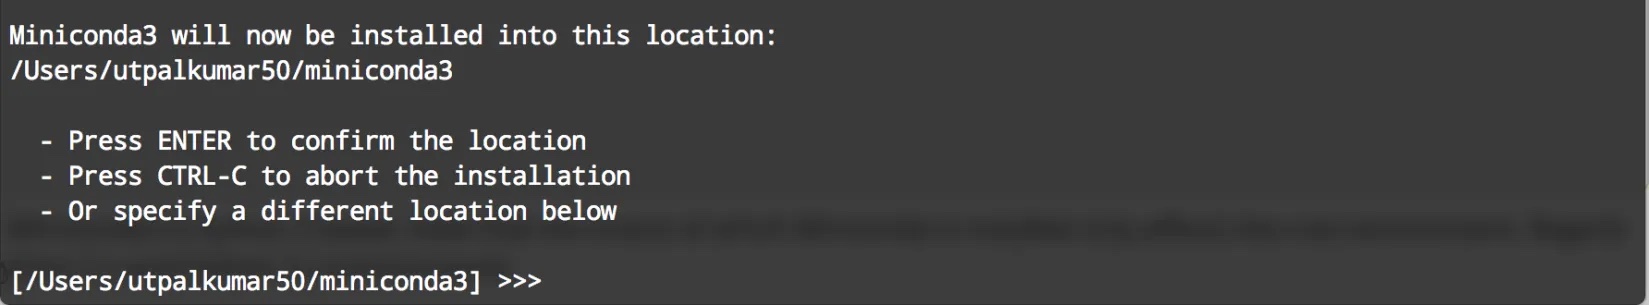 Miniconda3 will now be installed into this location:
/Users/utpalkumar50/miniconda3
- Press ENTER to confirm the location
- Press CTRL-C to abort the installation
- Or specify a different location below
[/Users/utpalkumar50/miniconda3] >>>